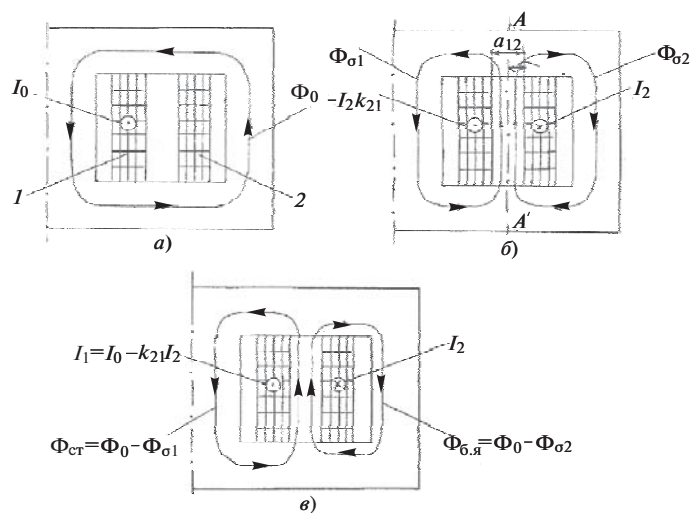 I₀
Φ₀
1
2
а)
A
a₁₂
Φσ1
Φσ2
−I₂k₂₁
I₂
A′
б)
I₁=I₀−k₂₁I₂
I₂
Φст=Φ₀−Φσ1
Φб.я=Φ₀−Φσ2
в)